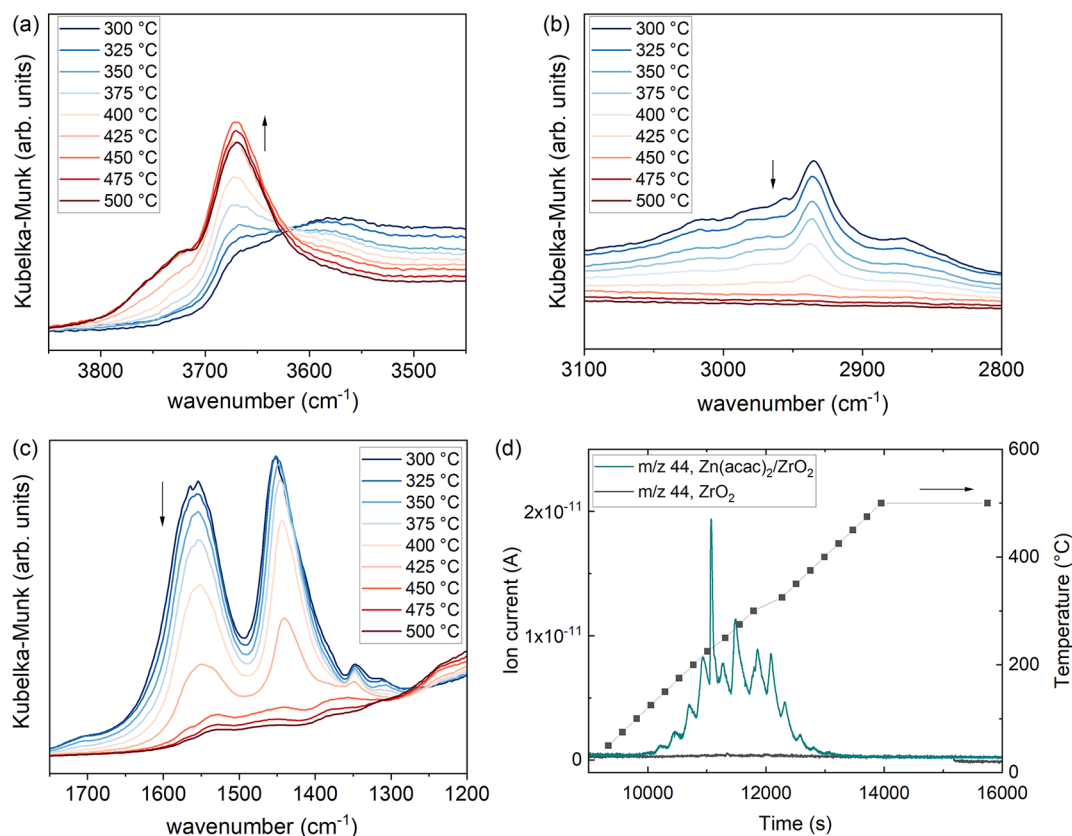 (a)
300 °C
325 °C
350 °C
375 °C
400 °C
425 °C
450 °C
475 °C
500 °C
Kubelka-Munk (arb. units)
3800
3700
3600
3500
wavenumber (cm⁻¹)
(b)
300 °C
325 °C
350 °C
375 °C
400 °C
425 °C
450 °C
475 °C
500 °C
Kubelka-Munk (arb. units)
3100
3000
2900
2800
wavenumber (cm⁻¹)
(c)
300 °C
325 °C
350 °C
375 °C
400 °C
425 °C
450 °C
475 °C
500 °C
Kubelka-Munk (arb. units)
1700
1600
1500
1400
1300
1200
wavenumber (cm⁻¹)
(d)
m/z 44, Zn(acac)₂/ZrO₂
m/z 44, ZrO₂
2x10⁻¹¹
1x10⁻¹¹
0
Ion current (A)
600
500
400
300
200
100
0
Temperature (°C)
10000
12000
14000
16000
Time (s)